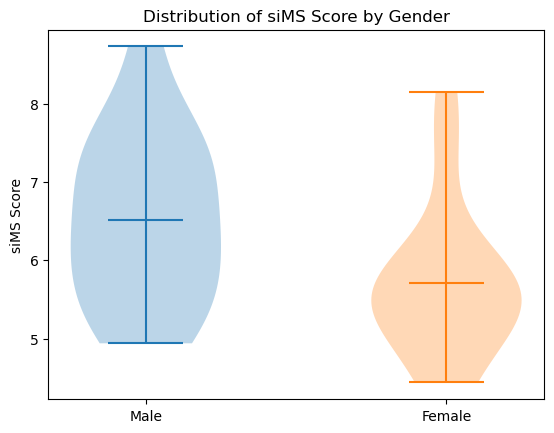 Distribution of siMS Score by Gender
siMS Score
8
7
6
5
Male
Female